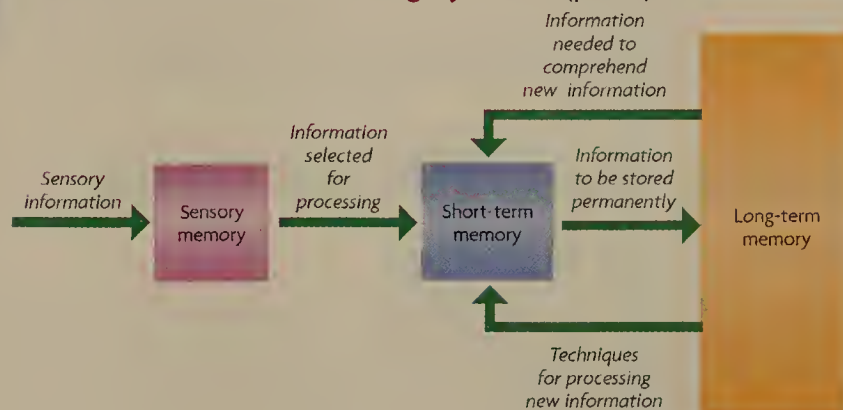 Information
needed to
comprehend
new information
Information
selected
for
processing
Information
to be stored
permanently
Sensory
information
Sensory
memory
Short-term
memory
Long-term
memory
Techniques
for processing
new information